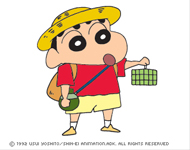 © 1992 USUI YOSHITO/SHIN-EI ANIMATION.ADK. ALL RIGHTS RESERVED